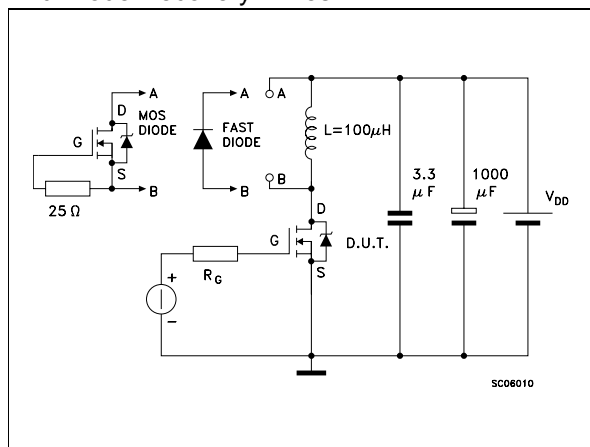 A
D
MOS
DIODE
G
S
B
25 Ω
A
FAST
DIODE
B
A
L=100μH
B
D
G
D.U.T.
S
RG
+
−
3.3
μF
1000
μF
VDD
SC06010